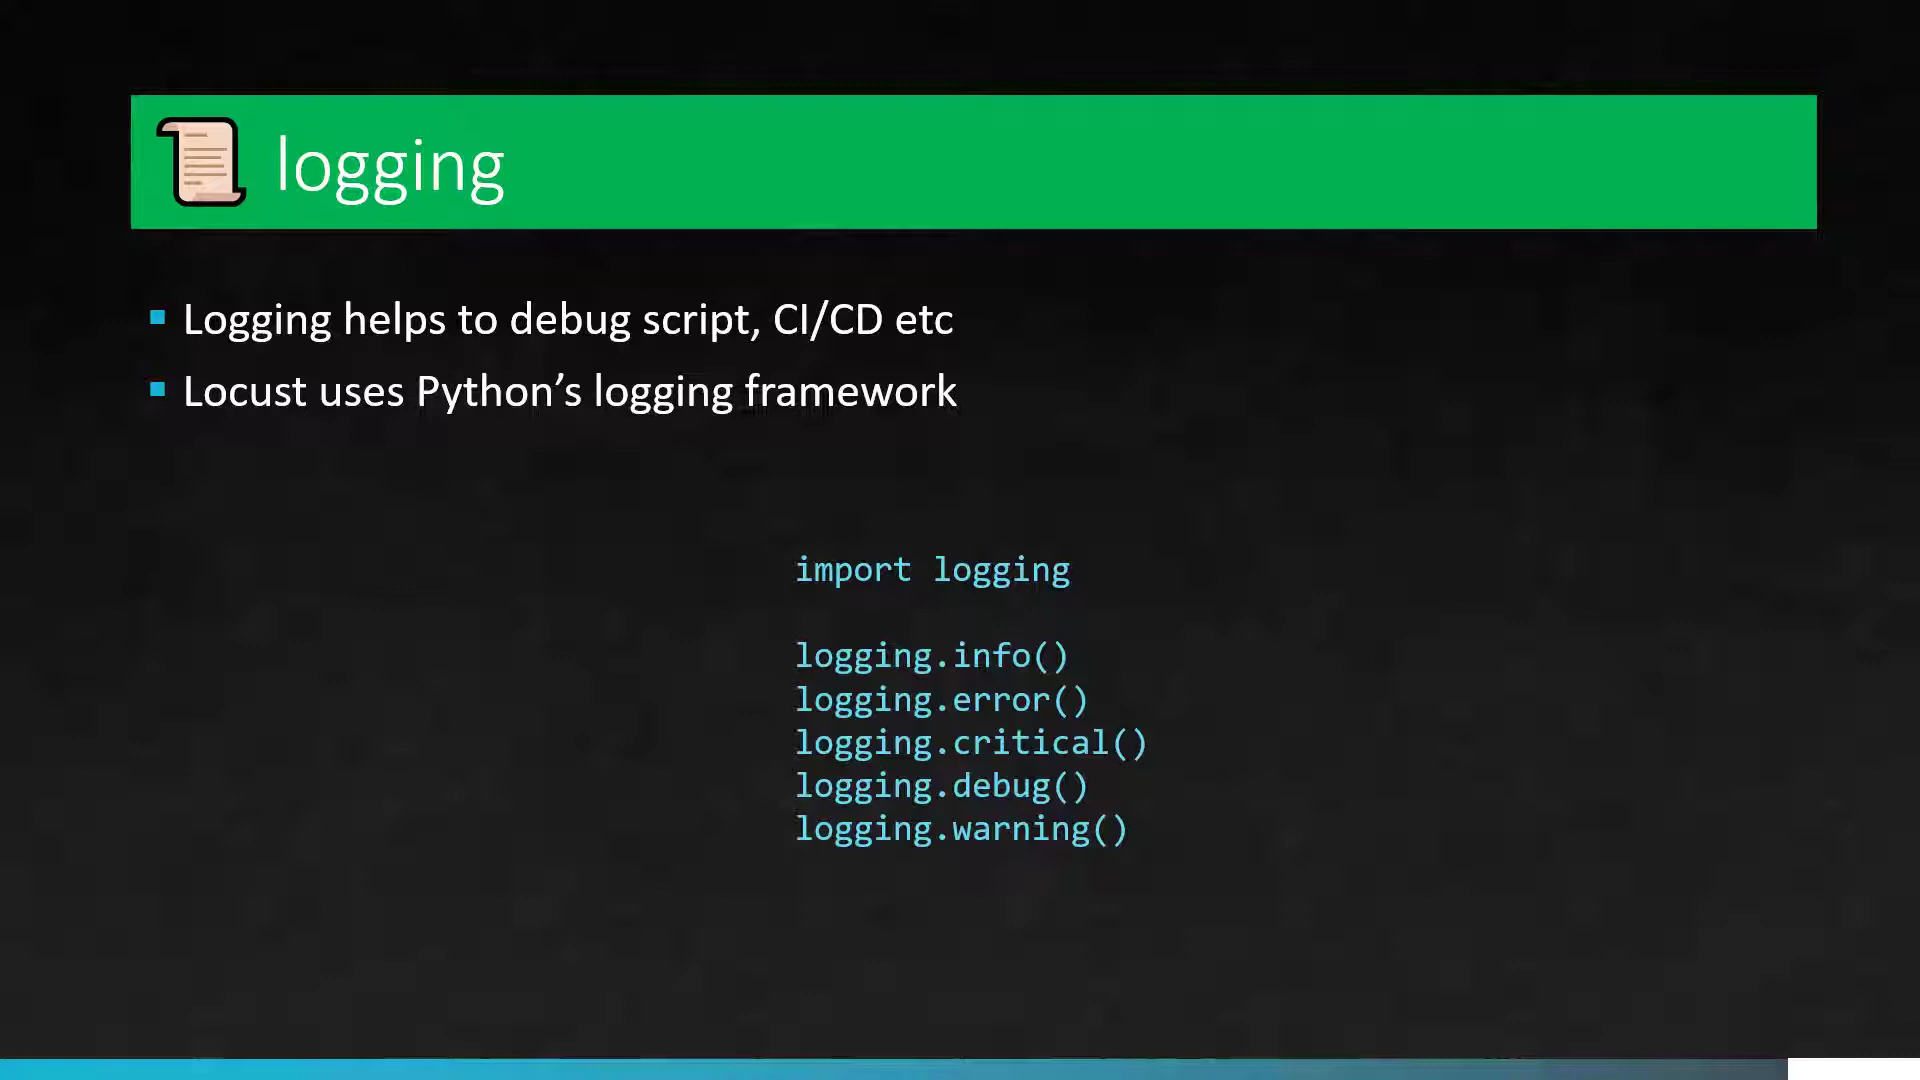 logging
Logging helps to debug script, CI/CD etc
Locust uses Python’s logging framework
import logging
logging.info()
logging.error()
logging.critical()
logging.debug()
logging.warning()